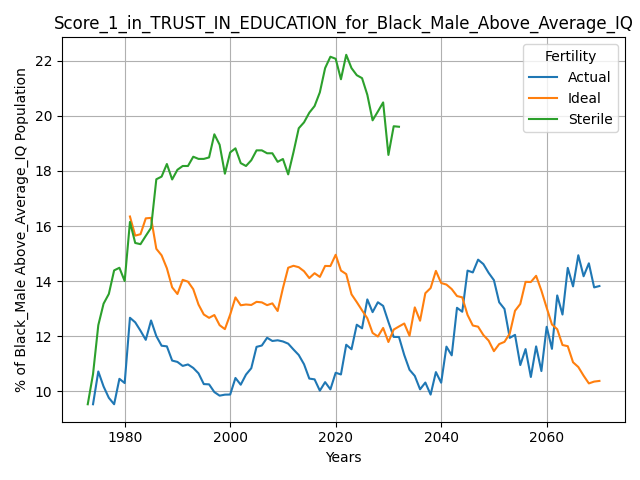 Score_1_in_TRUST_IN_EDUCATION_for_Black_Male_Above_Average_IQ
Fertility
Actual
Ideal
Sterile
% of Black_Male Above_Average_IQ Population
22
20
18
16
14
12
10
1980
2000
2020
2040
2060
Years